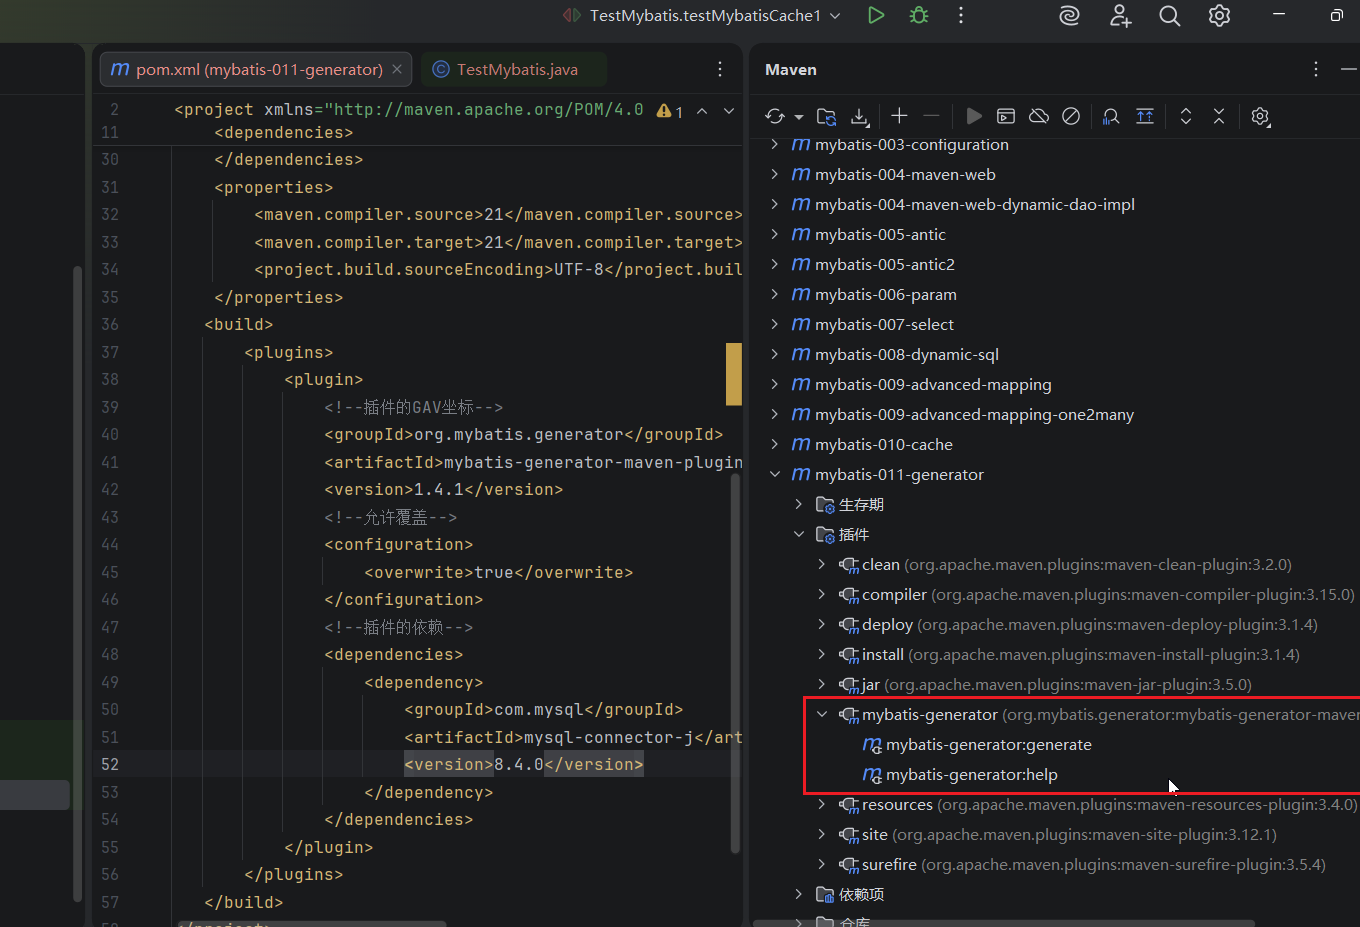 TestMybatis.testMybatisCache1
pom.xml (mybatis-011-generator)
TestMybatis.java
2 <project xmlns="http://maven.apache.org/POM/4.0 1
11 <dependencies>
30 </dependencies>
31 <properties>
32 <maven.compiler.source>21</maven.compiler.source>
33 <maven.compiler.target>21</maven.compiler.target>
34 <project.build.sourceEncoding>UTF-8</project.buil
35 </properties>
36 <build>
37 <plugins>
38 <plugin>
39 <!--插件的GAV坐标-->
40 <groupId>org.mybatis.generator</groupId>
41 <artifactId>mybatis-generator-maven-plugin
42 <version>1.4.1</version>
43 <!--允许覆盖-->
44 <configuration>
45 <overwrite>true</overwrite>
46 </configuration>
47 <!--插件的依赖-->
48 <dependencies>
49 <dependency>
50 <groupId>com.mysql</groupId>
51 <artifactId>mysql-connector-j</art
52 <version>8.4.0</version>
53 </dependency>
54 </dependencies>
55 </plugin>
56 </plugins>
57 </build>
Maven
mybatis-003-configuration
mybatis-004-maven-web
mybatis-004-maven-web-dynamic-dao-impl
mybatis-005-antic
mybatis-005-antic2
mybatis-006-param
mybatis-007-select
mybatis-008-dynamic-sql
mybatis-009-advanced-mapping
mybatis-009-advanced-mapping-one2many
mybatis-010-cache
mybatis-011-generator
生存期
插件
clean (org.apache.maven.plugins:maven-clean-plugin:3.2.0)
compiler (org.apache.maven.plugins:maven-compiler-plugin:3.15.0)
deploy (org.apache.maven.plugins:maven-deploy-plugin:3.1.4)
install (org.apache.maven.plugins:maven-install-plugin:3.1.4)
jar (org.apache.maven.plugins:maven-jar-plugin:3.5.0)
mybatis-generator (org.mybatis.generator:mybatis-generator-maven
mybatis-generator:generate
mybatis-generator:help
resources (org.apache.maven.plugins:maven-resources-plugin:3.4.0)
site (org.apache.maven.plugins:maven-site-plugin:3.12.1)
surefire (org.apache.maven.plugins:maven-surefire-plugin:3.5.4)
依赖项
仓库